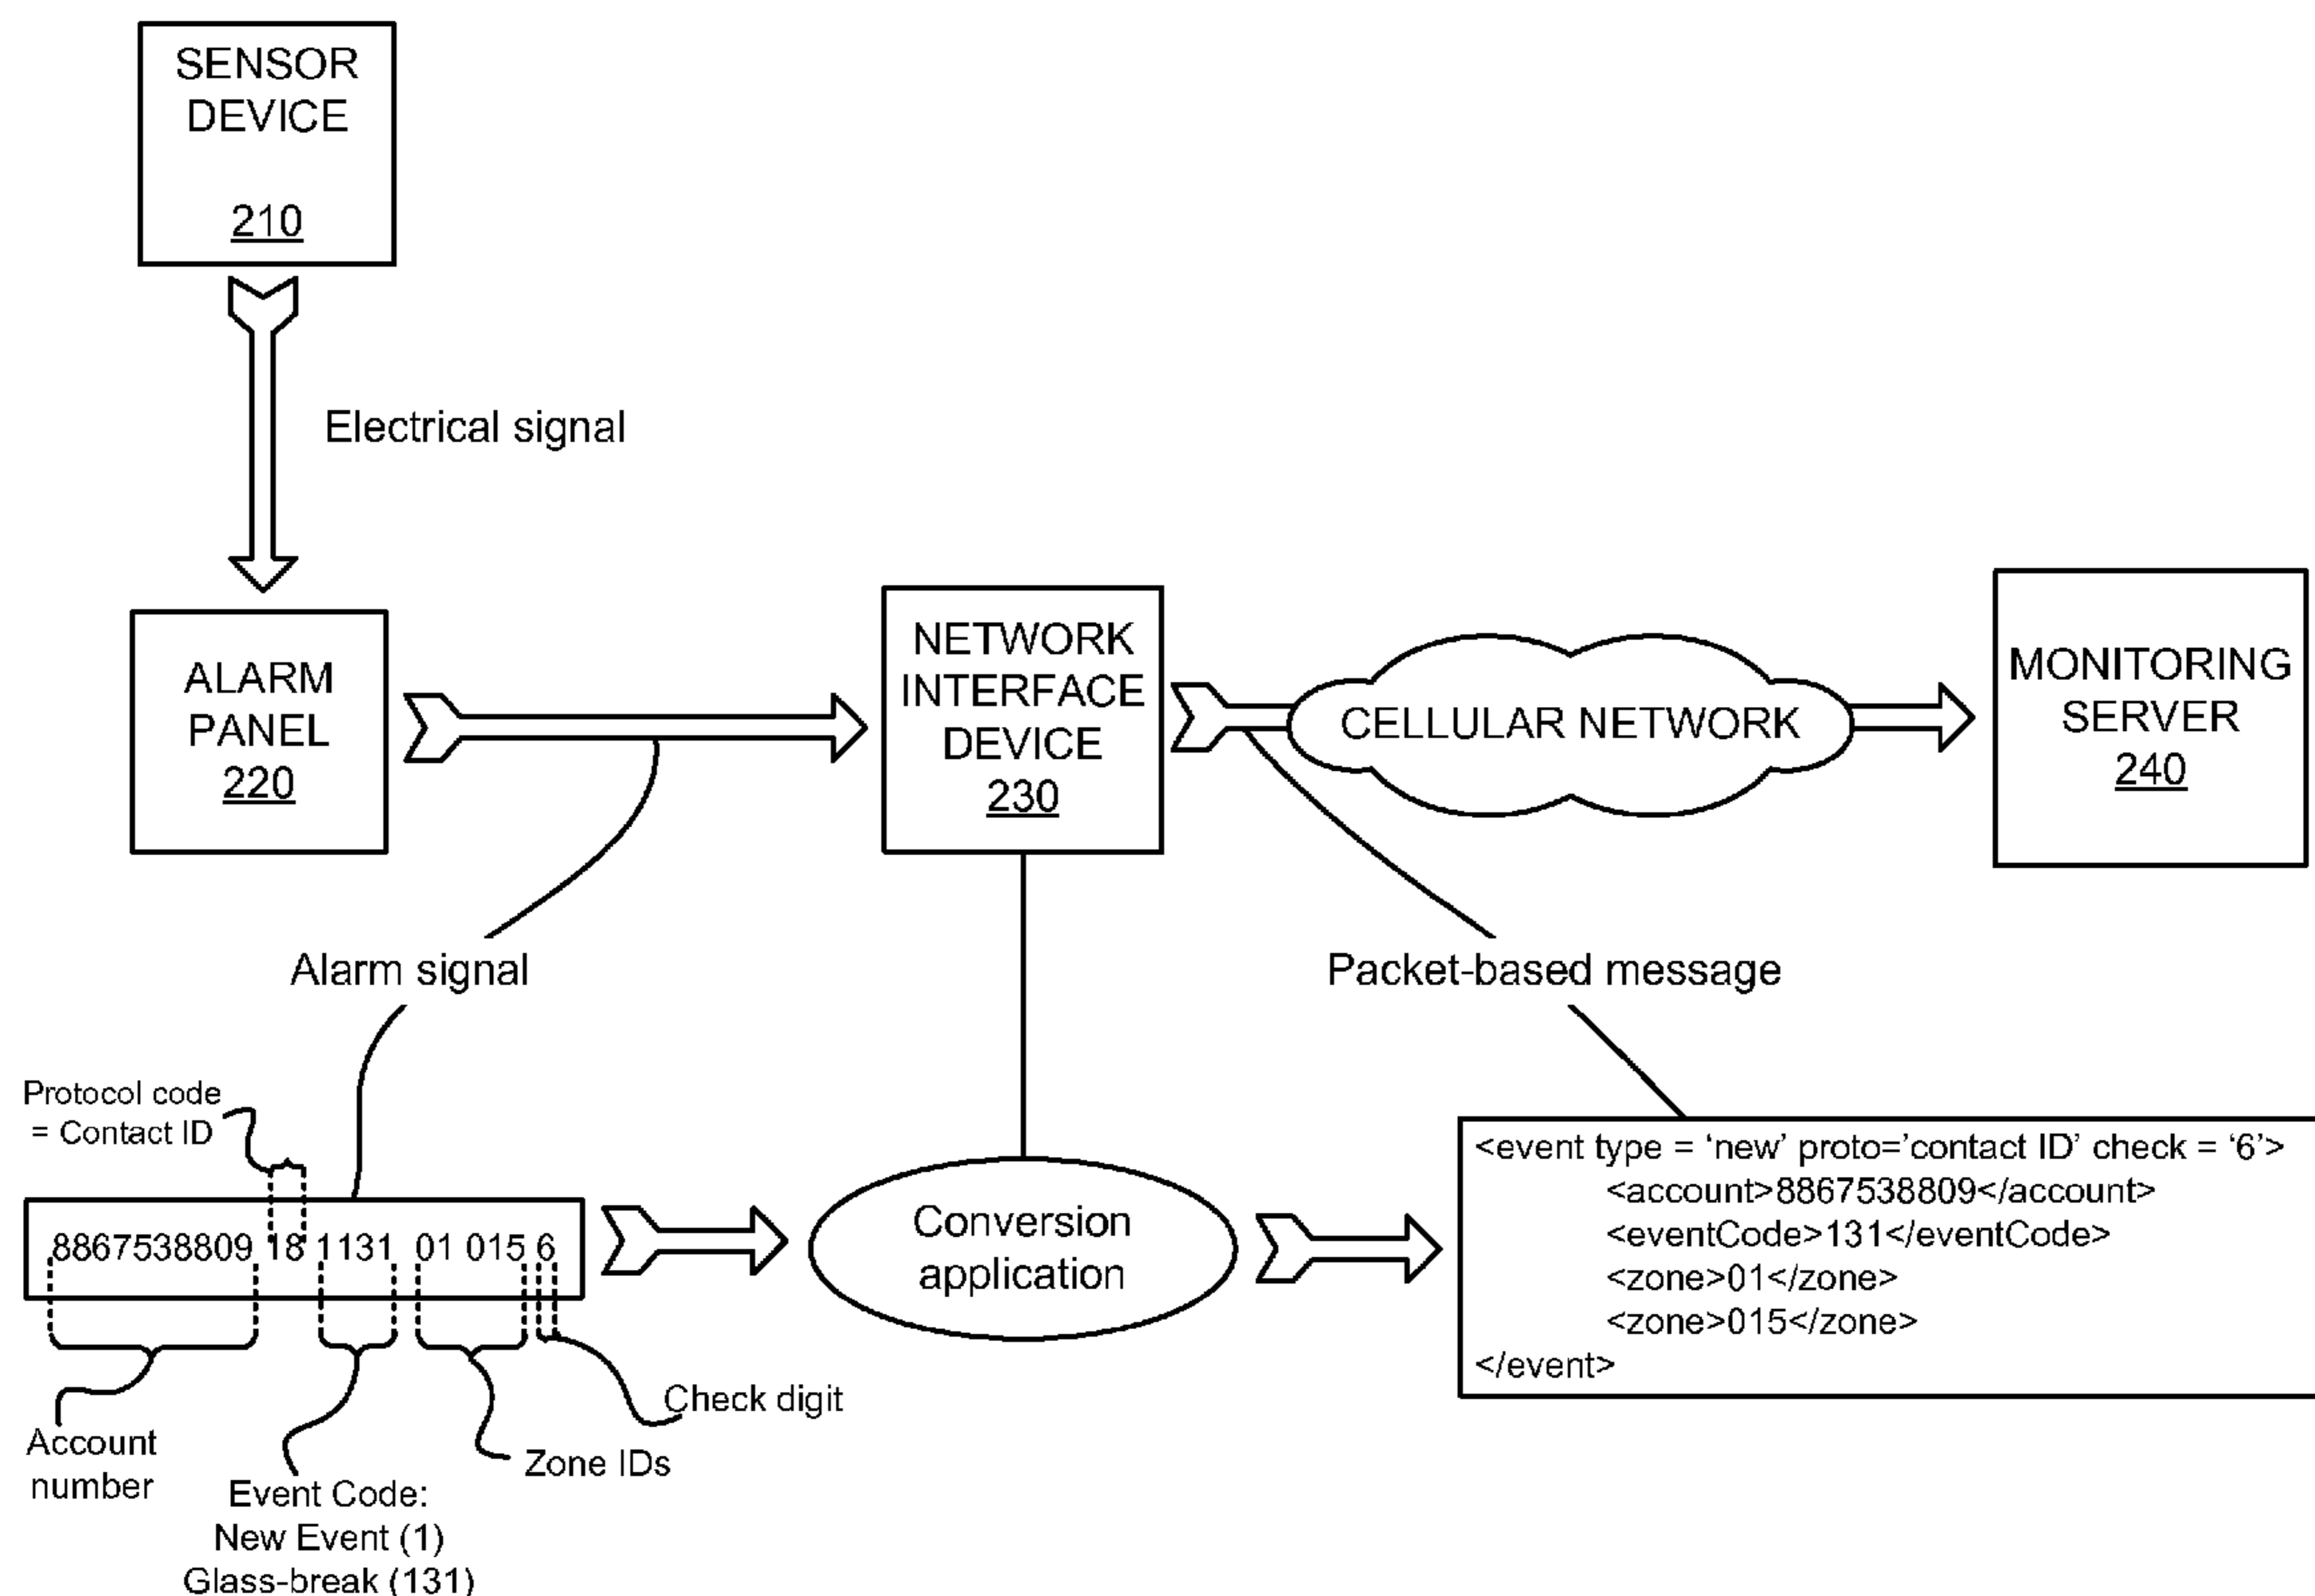 SENSOR
DEVICE
210
Electrical signal
ALARM
PANEL
220
NETWORK
INTERFACE
DEVICE
230
CELLULAR NETWORK
MONITORING
SERVER
240
Alarm signal
Packet-based message
Protocol code
= Contact ID
8867538809 18 1131 01 015 6
Conversion
application
<event type = ‘new’ proto=’contact ID’ check = ‘6’>
<account>8867538809</account>
<eventCode>131</eventCode>
<zone>01</zone>
<zone>015</zone>
</event>
Check digit
Account
number
Zone IDs
Event Code:
New Event (1)
Glass-break (131)